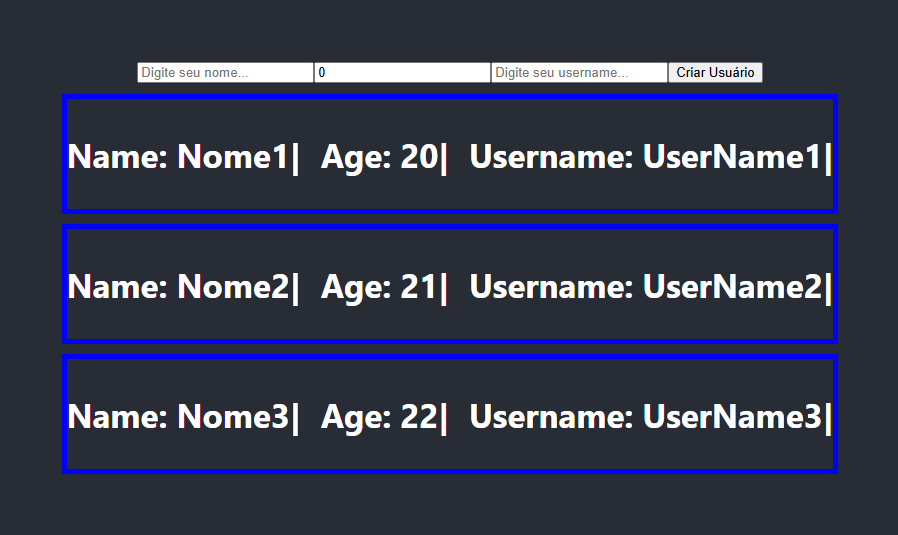 Digite seu nome... 0 Digite seu username... Criar Usuário
Name: Nome1| Age: 20| Username: UserName1|
Name: Nome2| Age: 21| Username: UserName2|
Name: Nome3| Age: 22| Username: UserName3|